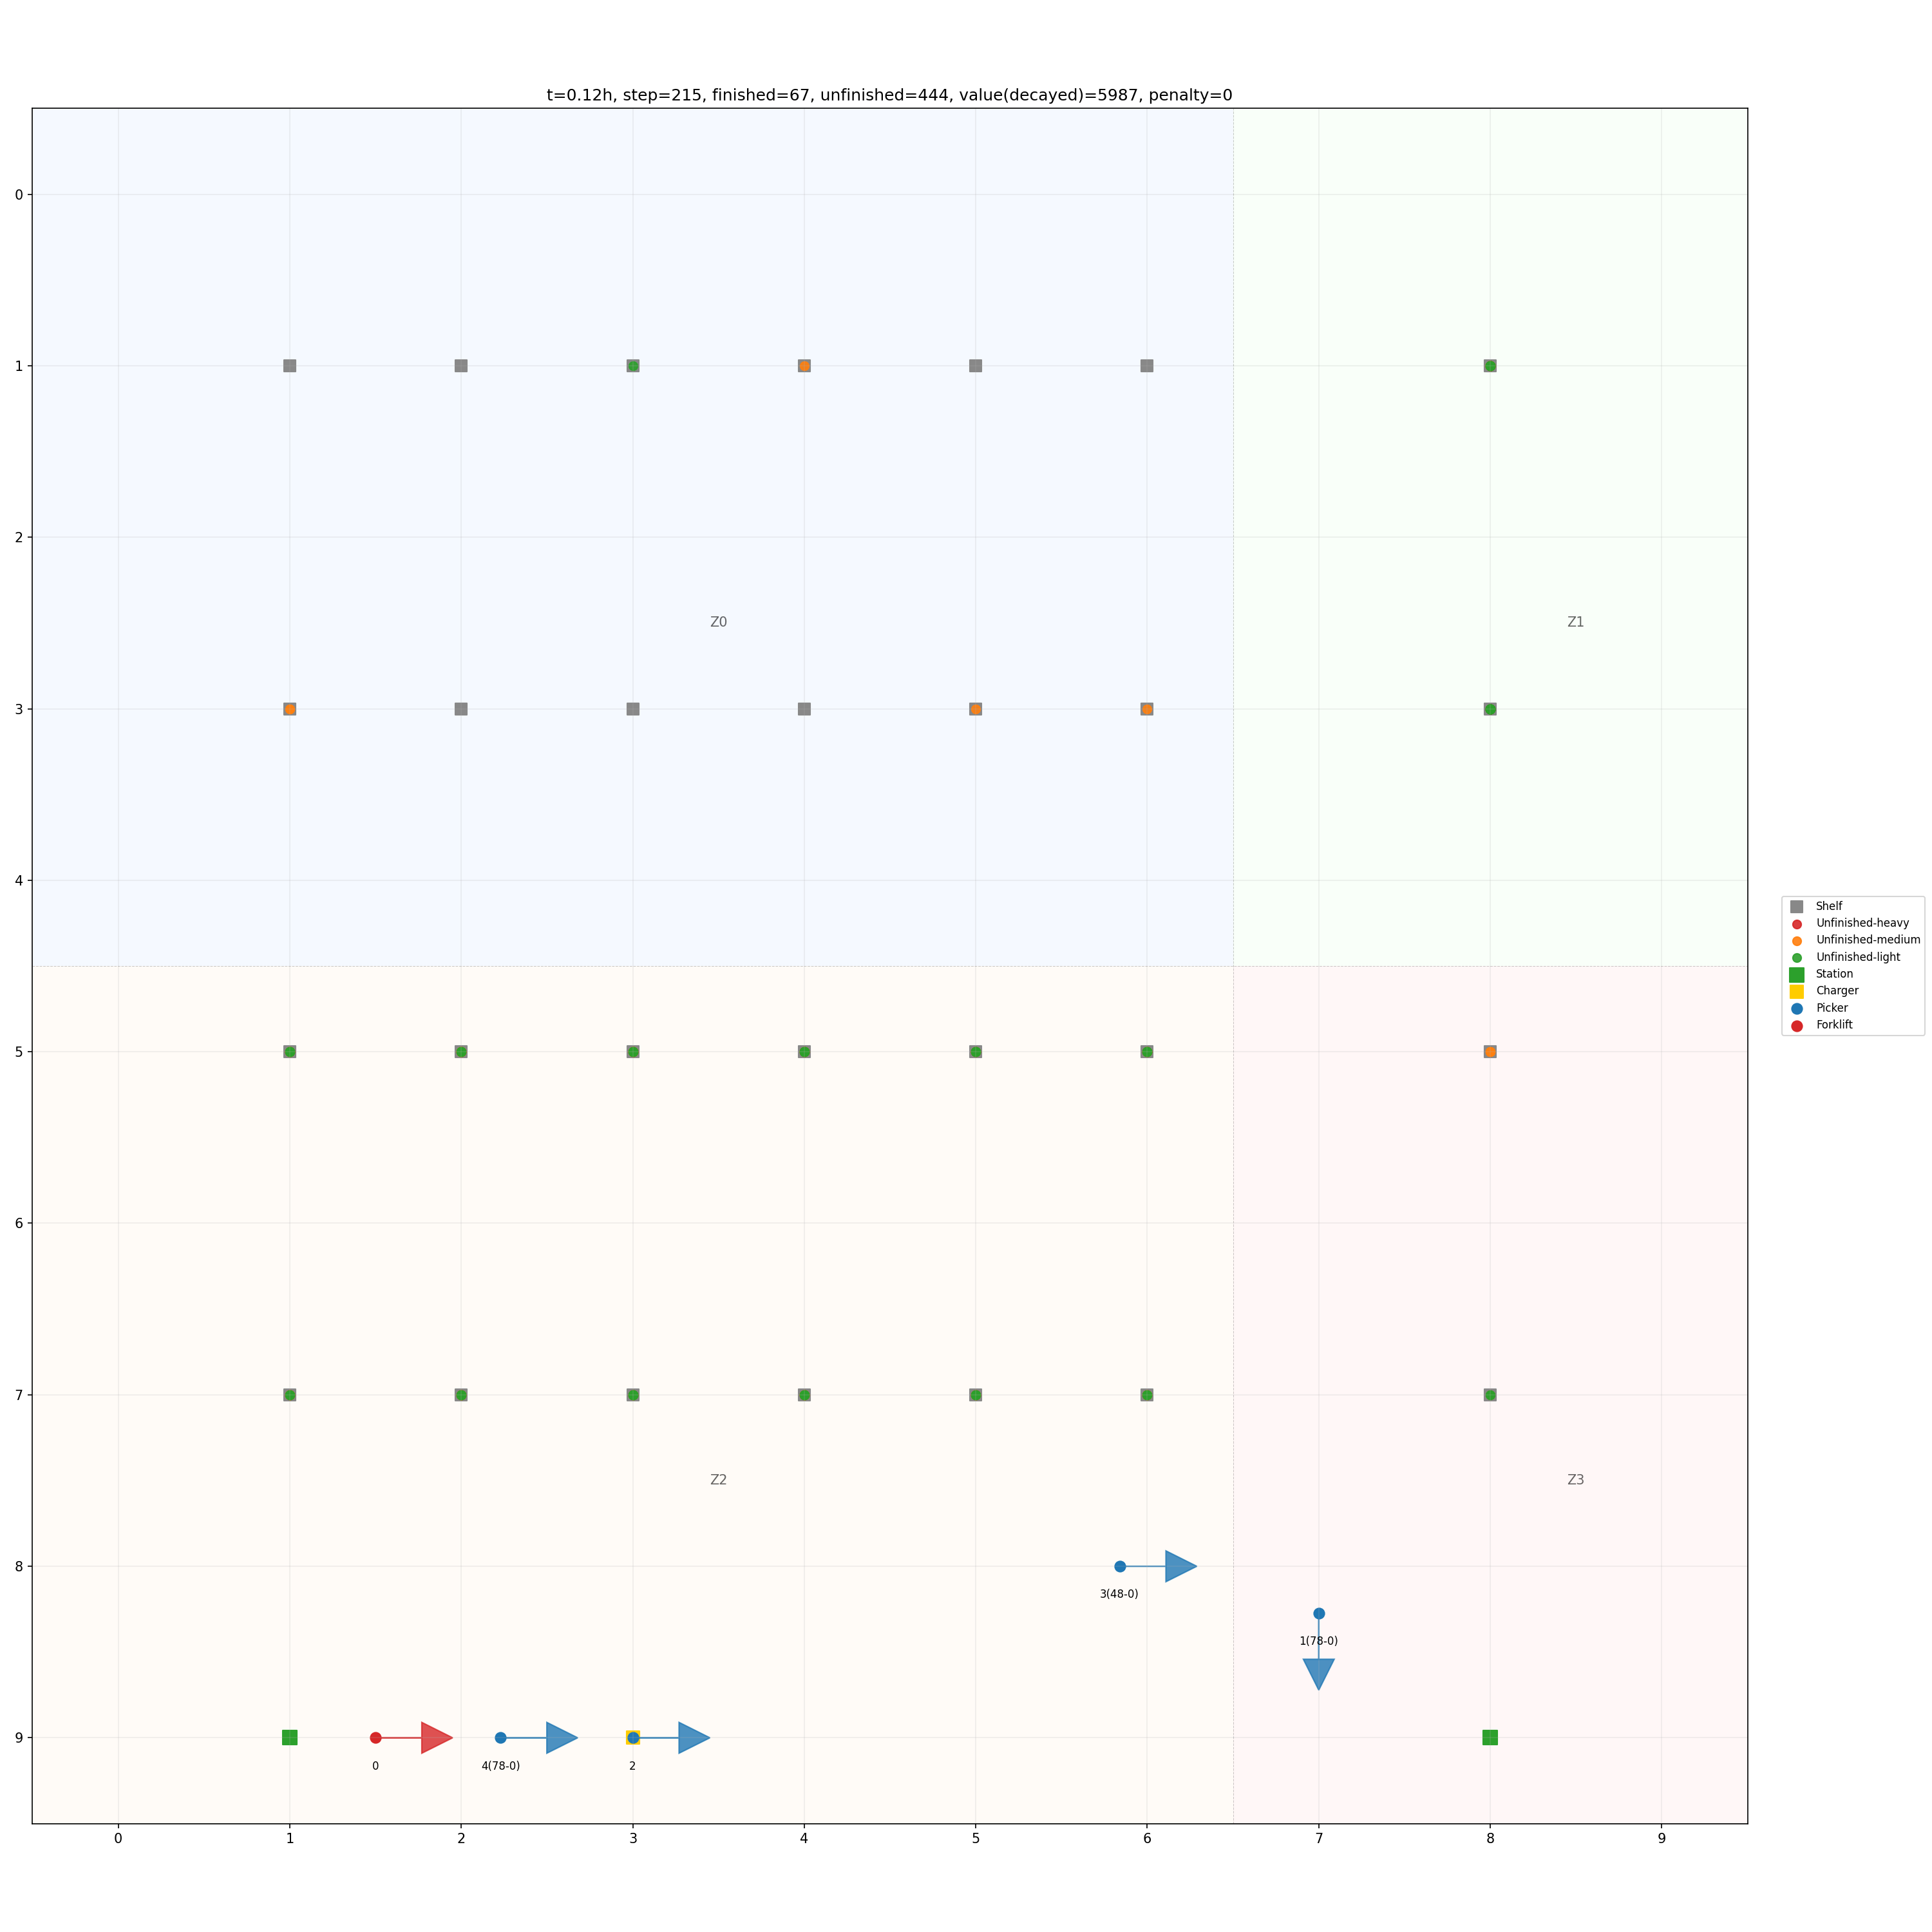 t=0.12h, step=215, finished=67, unfinished=444, value(decayed)=5987, penalty=0
0
1
2
Z0
Z1
3
4
Shelf
Unfinished-heavy
Unfinished-medium
Unfinished-light
Station
Charger
Picker
Forklift
5
6
7
Z2
Z3
8
3(48-0)
1(78-0)
9
0
4(78-0)
2
0
1
2
3
4
5
6
7
8
9